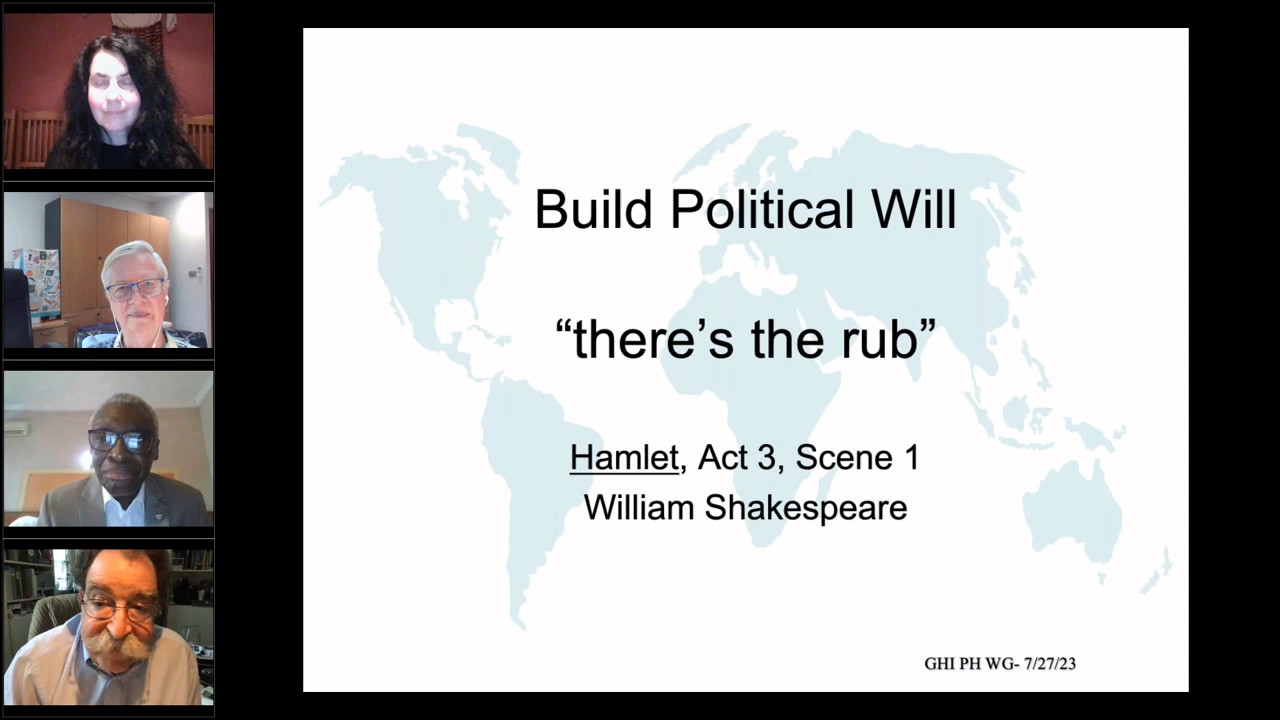 Build Political Will
“there’s the rub”
Hamlet, Act 3, Scene 1
William Shakespeare
GHI PH WG- 7/27/23